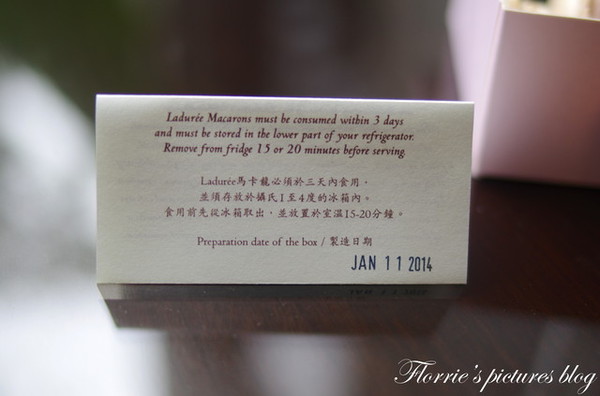 Ladurée Macarons must be consumed within 3 days
and must be stored in the lower part of your refrigerator.
Remove from fridge 15 or 20 minutes before serving.
Ladurée馬卡龍必須於三天內食用，
並須存放於攝氏1至4度的冰箱內。
食用前先從冰箱取出，並放置於室溫15-20分鐘。
Preparation date of the box / 製造日期
JAN 11 2014
Florrie's pictures blog